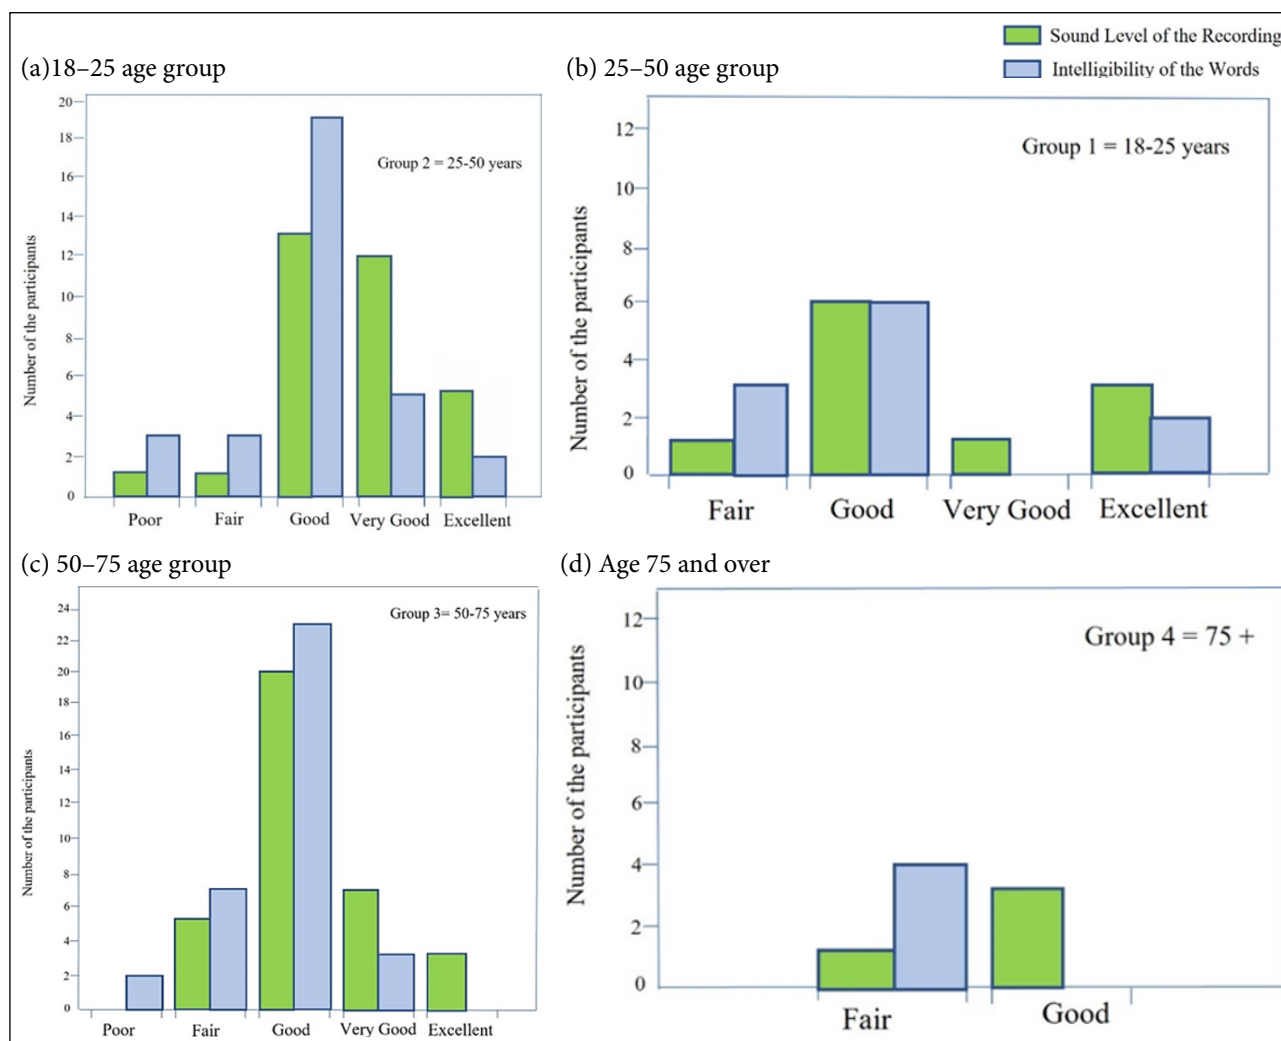 Sound Level of the Recording
Intelligibility of the Words
(a)18–25 age group
20
18
16
14
12
10
8
6
4
2
0
Number of the participants
Group 2 = 25-50 years
Poor Fair Good Very Good Excellent
(b) 25–50 age group
12
10
8
6
4
2
0
Number of the participants
Group 1 = 18-25 years
Fair Good Very Good Excellent
(c) 50–75 age group
24
22
20
18
16
14
12
10
8
6
4
2
0
Number of the participants
Group 3= 50-75 years
Poor Fair Good Very Good Excellent
(d) Age 75 and over
12
10
8
6
4
2
0
Number of the participants
Group 4 = 75 +
Fair Good